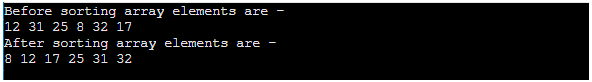 Before sorting array elements are -
12 31 25 8 32 17
After sorting array elements are -
8 12 17 25 31 32